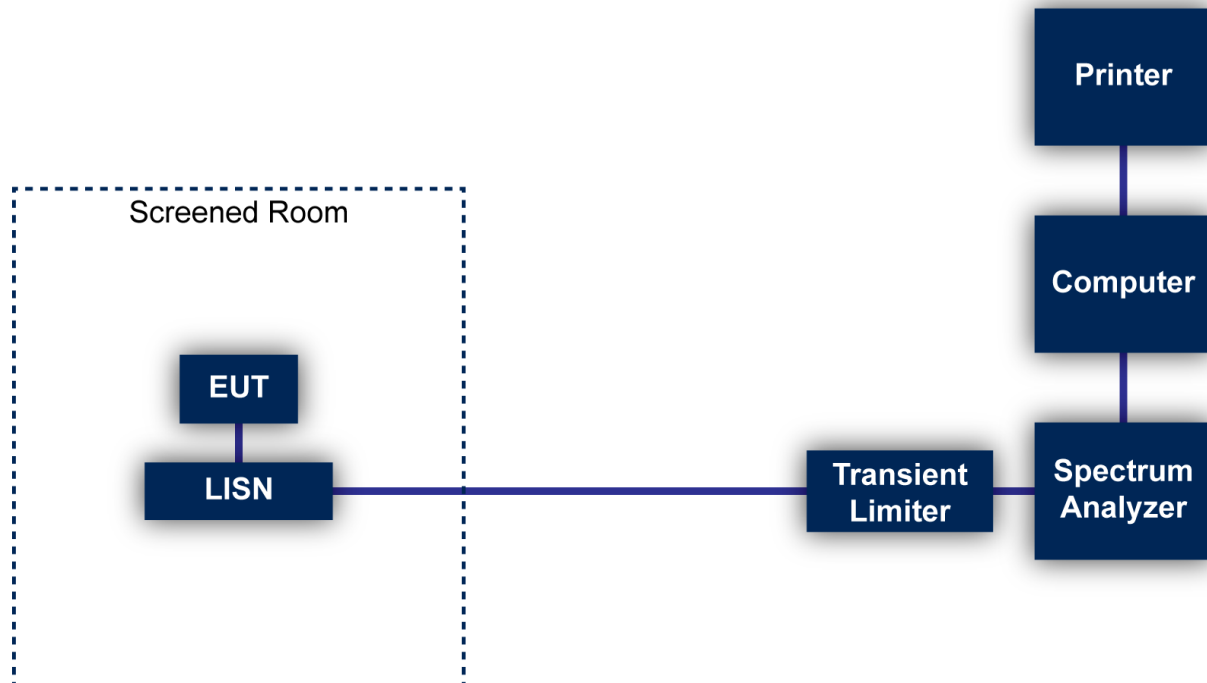 Printer
Screened Room
Computer
EUT
LISN
Transient
Limiter
Spectrum
Analyzer